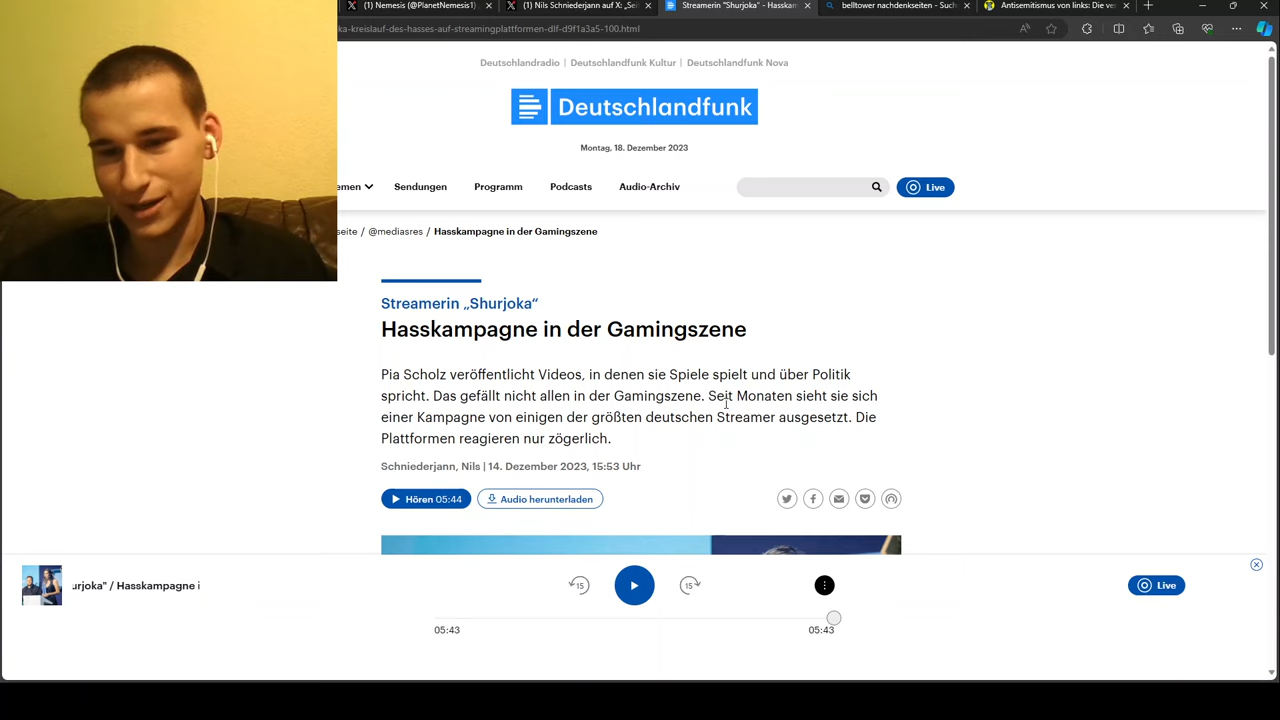 (1) Nemesis (@PlanetNemesis1)
(1) Nils Schniederjann auf X: „Sei
Streamerin "Shurjoka" - Hasskam
belltower nachdenkseiten - Such
Antisemitismus von links: Die ve
ka-kreislauf-des-hasses-auf-streamingplattformen-dlf-d9f1a3a5-100.html
Deutschlandradio | Deutschlandfunk Kultur | Deutschlandfunk Nova
Deutschlandfunk
Montag, 18. Dezember 2023
emen Sendungen Programm Podcasts Audio-Archiv Live
seite / @mediasres / Hasskampagne in der Gamingszene
Streamerin „Shurjoka“
Hasskampagne in der Gamingszene
Pia Scholz veröffentlicht Videos, in denen sie Spiele spielt und über Politik
spricht. Das gefällt nicht allen in der Gamingszene. Seit Monaten sieht sie sich
einer Kampagne von einigen der größten deutschen Streamer ausgesetzt. Die
Plattformen reagieren nur zögerlich.
Schniederjann, Nils | 14. Dezember 2023, 15:53 Uhr
Hören 05:44 Audio herunterladen
urjoka" / Hasskampagne i
15 15
Live
05:43 05:43